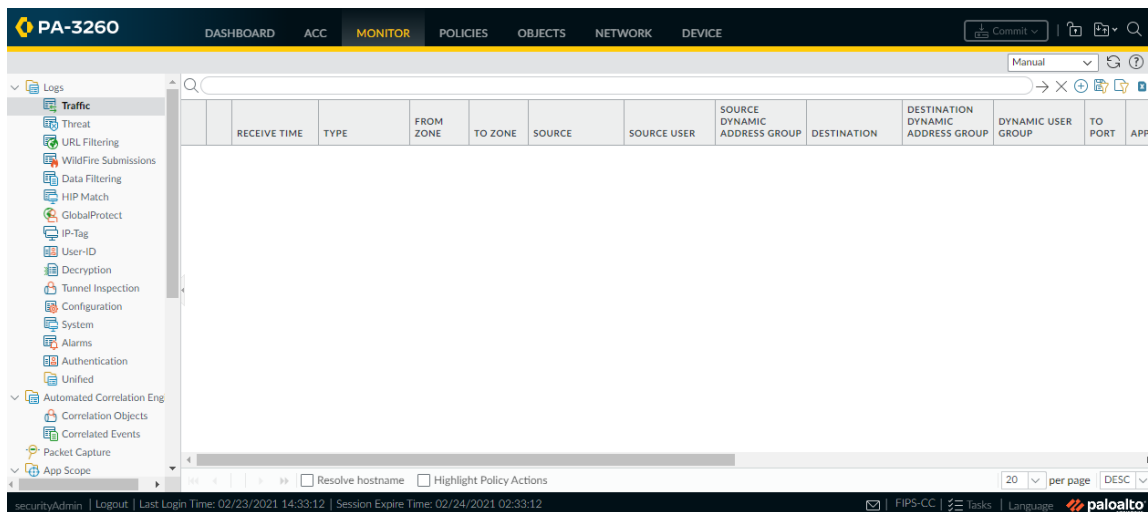 PA-3260
DASHBOARD ACC MONITOR POLICIES OBJECTS NETWORK DEVICE
Commit
Manual
Logs
Traffic
Threat
URL Filtering
WildFire Submissions
Data Filtering
HIP Match
GlobalProtect
IP-Tag
User-ID
Decryption
Tunnel Inspection
Configuration
System
Alarms
Authentication
Unified
Automated Correlation Eng
Correlation Objects
Correlated Events
Packet Capture
App Scope
RECEIVE TIME
TYPE
FROM
ZONE
TO ZONE
SOURCE
SOURCE USER
SOURCE
DYNAMIC
ADDRESS GROUP
DESTINATION
DESTINATION
DYNAMIC
ADDRESS GROUP
DYNAMIC USER
GROUP
TO
PORT
APP
Resolve hostname Highlight Policy Actions
20 per page DESC
securityAdmin | Logout | Last Login Time: 02/23/2021 14:33:12 | Session Expire Time: 02/24/2021 02:33:12
| FIPS-CC | Tasks | Language paloalto